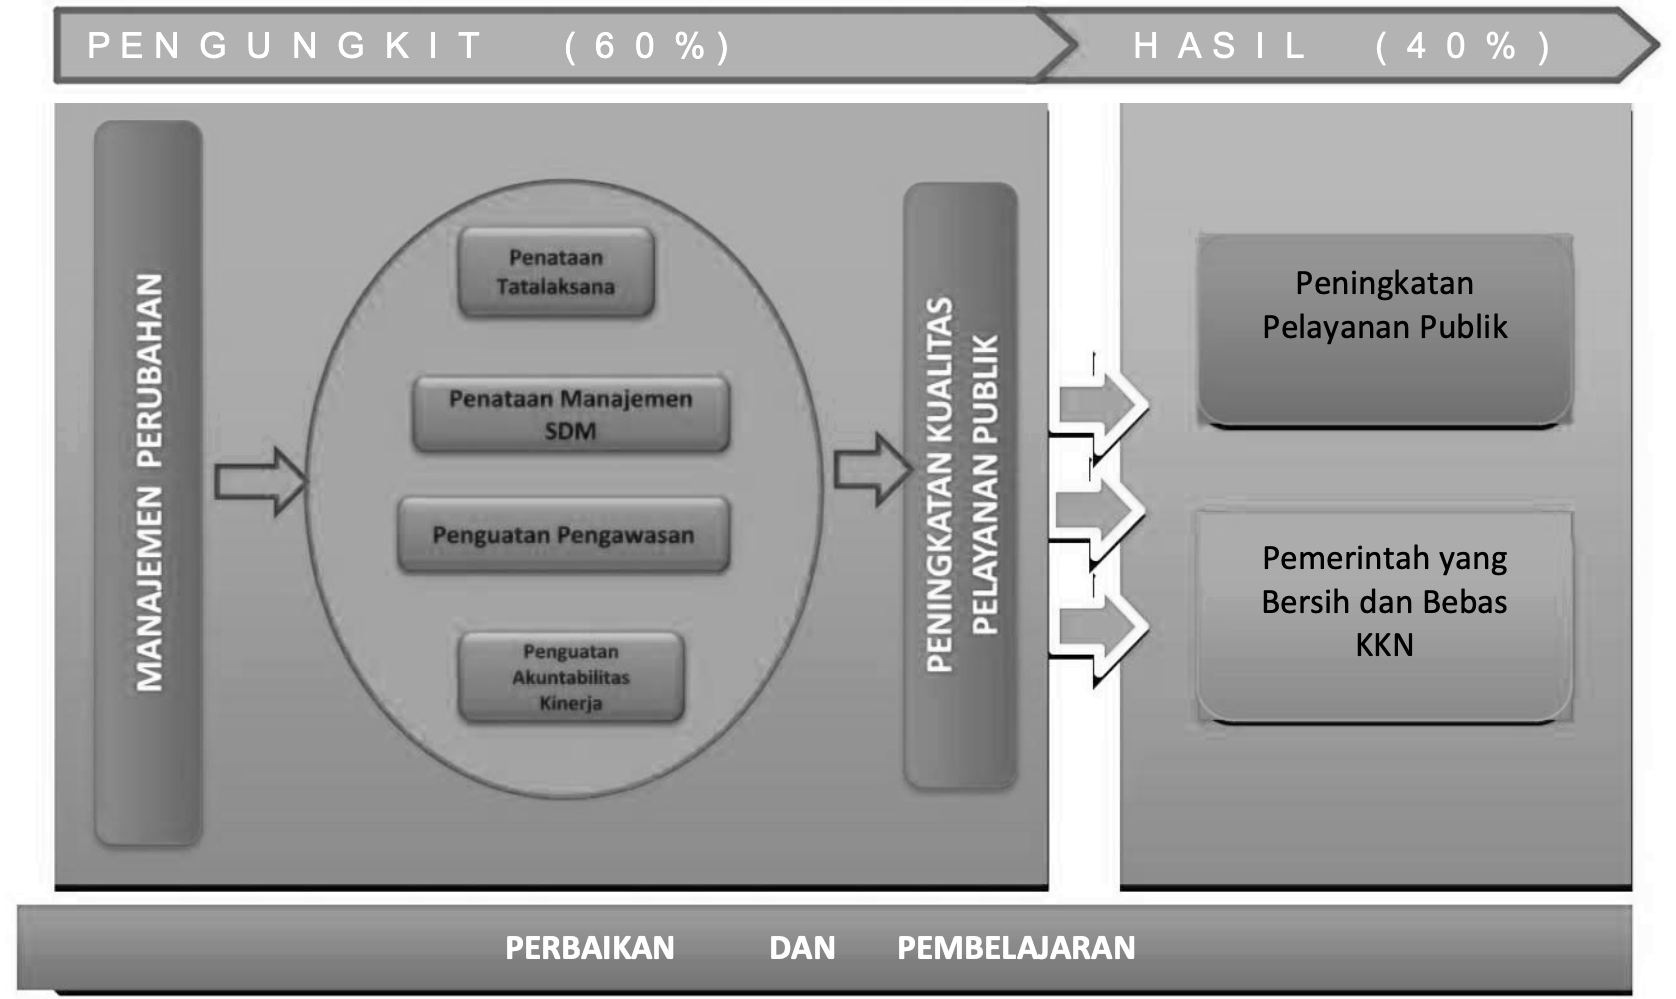 PENGUNGKIT (60%)
HASIL (40%)
MANAJEMEN PERUBAHAN
Penataan
Tatalaksana
Penataan Manajemen
SDM
Penguatan Pengawasan
Penguatan
Akuntabilitas
Kinerja
PENINGKATAN KUALITAS
PELAYANAN PUBLIK
Peningkatan
Pelayanan Publik
Pemerintah yang
Bersih dan Bebas
KKN
PERBAIKAN DAN PEMBELAJARAN